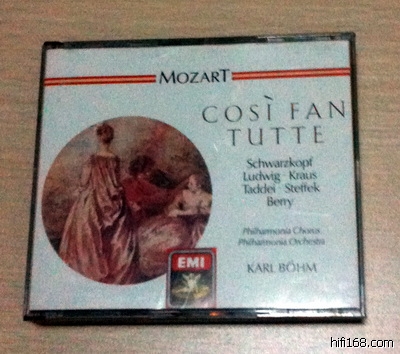 MOZART
COSÌ FAN
TUTTE
Schwarzkopf
Ludwig · Kraus
Taddei · Steffek
Berry
Philharmonia Chorus
Philharmonia Orchestra
KARL BÖHM
EMI
hifi168.com